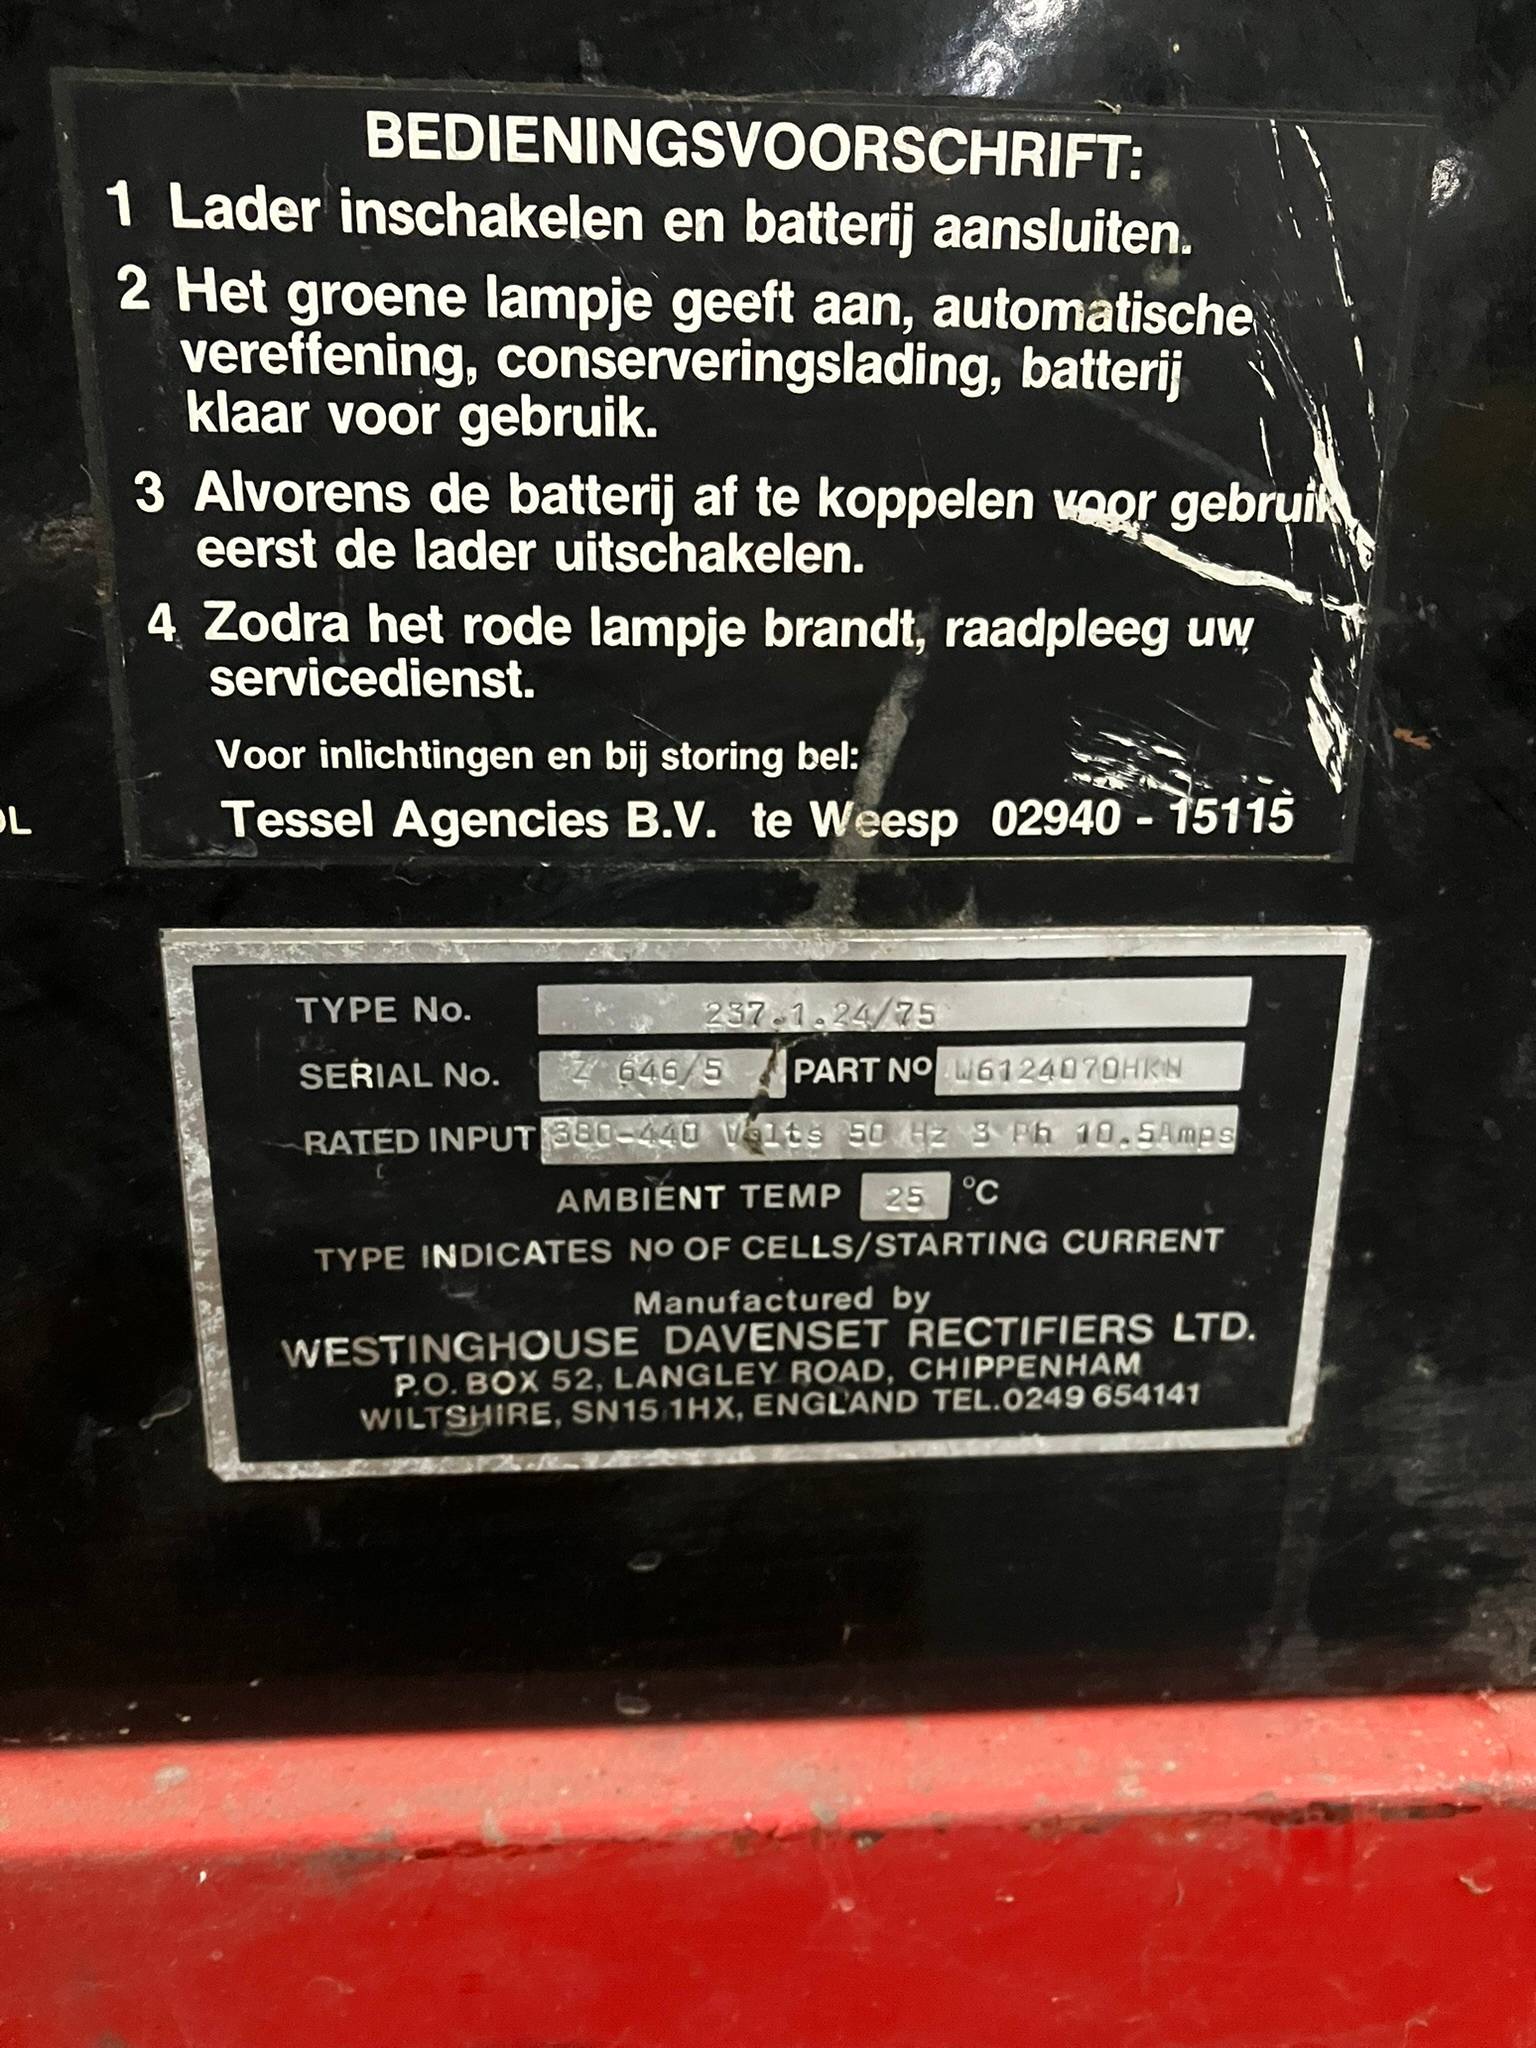 BEDIENINGSVOORSCHRIFT:
1 Lader inschakelen en batterij aansluiten.
2 Het groene lampje geeft aan, automatische
vereffening, conserveringslading, batterij
klaar voor gebruik.
3 Alvorens de batterij af te koppelen voor gebruik
eerst de lader uitschakelen.
4 Zodra het rode lampje brandt, raadpleeg uw
servicedienst.
Voor inlichtingen en bij storing bel:
Tessel Agencies B.V. te Weesp 02940 - 15115
TYPE No. 237.1.24/75
SERIAL No. Z 646/5 PART No W6124070HKN
RATED INPUT 380-440 Volts 50 Hz 3 Ph 10.5Amps
AMBIENT TEMP 25 °C
TYPE INDICATES No OF CELLS/STARTING CURRENT
Manufactured by
WESTINGHOUSE DAVENSET RECTIFIERS LTD.
P.O. BOX 52, LANGLEY ROAD, CHIPPENHAM
WILTSHIRE, SN15 1HX, ENGLAND TEL.0249 654141